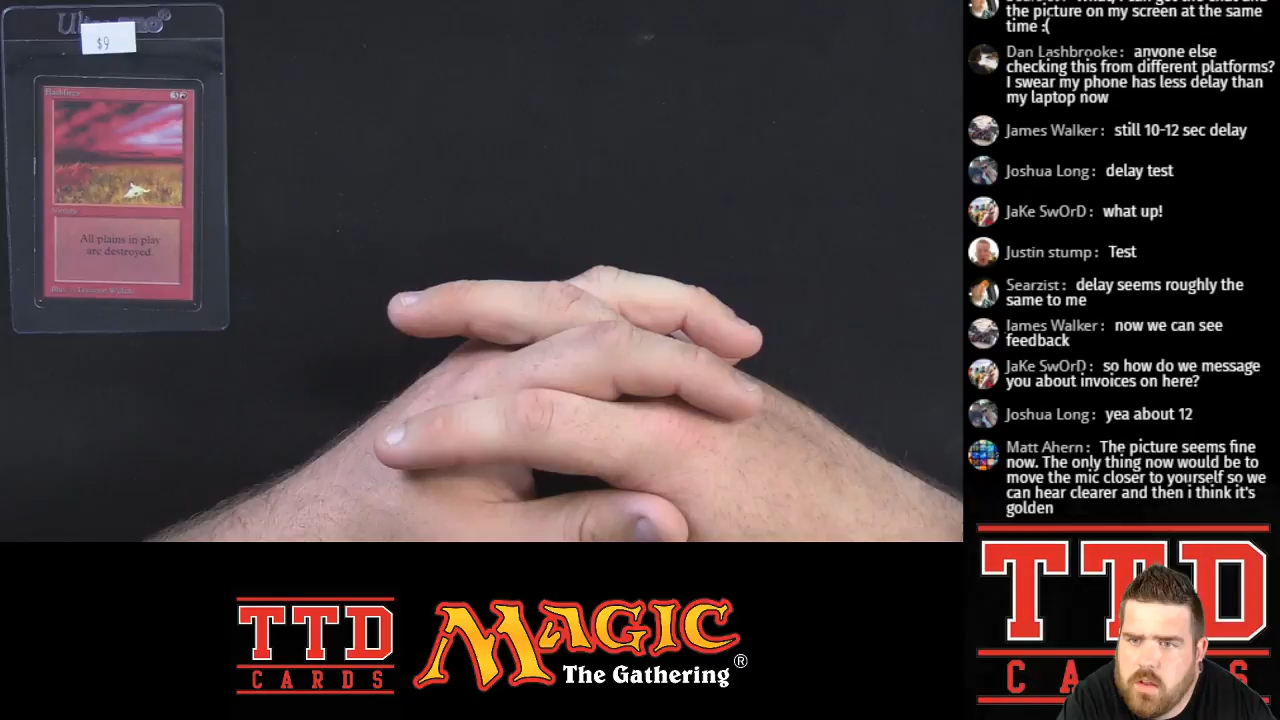 Ultra PRO®
$9
Flashfires
Sorcery
All plains in play
are destroyed.
the picture on my screen at the same
time :(
Dan Lashbrooke: anyone else
checking this from different platforms?
I swear my phone has less delay than
my laptop now
James Walker: still 10-12 sec delay
Joshua Long: delay test
JaKe SwOrD: what up!
Justin stump: Test
Searzist: delay seems roughly the
same to me
James Walker: now we can see
feedback
JaKe SwOrD: so how do we message
you about invoices on here?
Joshua Long: yea about 12
Matt Ahern: The picture seems fine
now. The only thing now would be to
move the mic closer to yourself so we
can hear clearer and then i think it's
golden
TTD
CARDS
MAGIC
The Gathering®
TTD
CA S